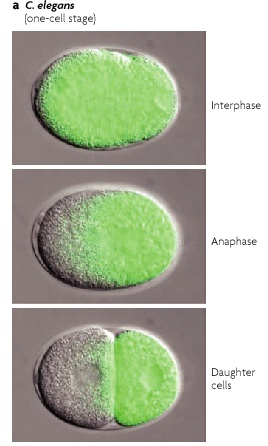 a C. elegans
(one-cell stage)
Interphase
Anaphase
Daughter
cells